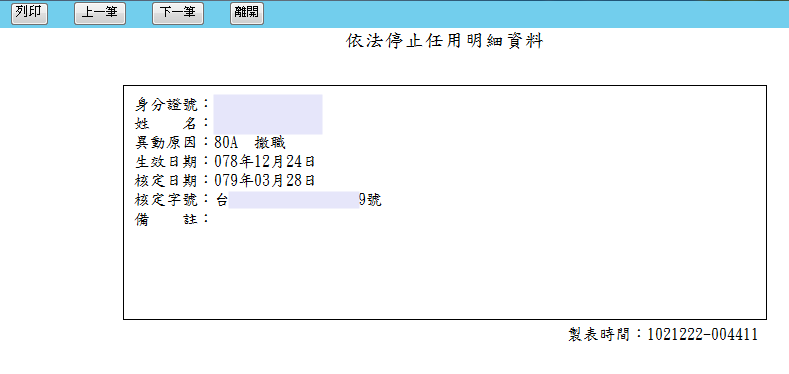 列印 上一筆 下一筆 離開
依法停止任用明細資料
身分證號：
姓　　名：
異動原因：80A　撤職
生效日期：078年12月24日
核定日期：079年03月28日
核定字號：台 9號
備　　註：
製表時間：1021222-004411